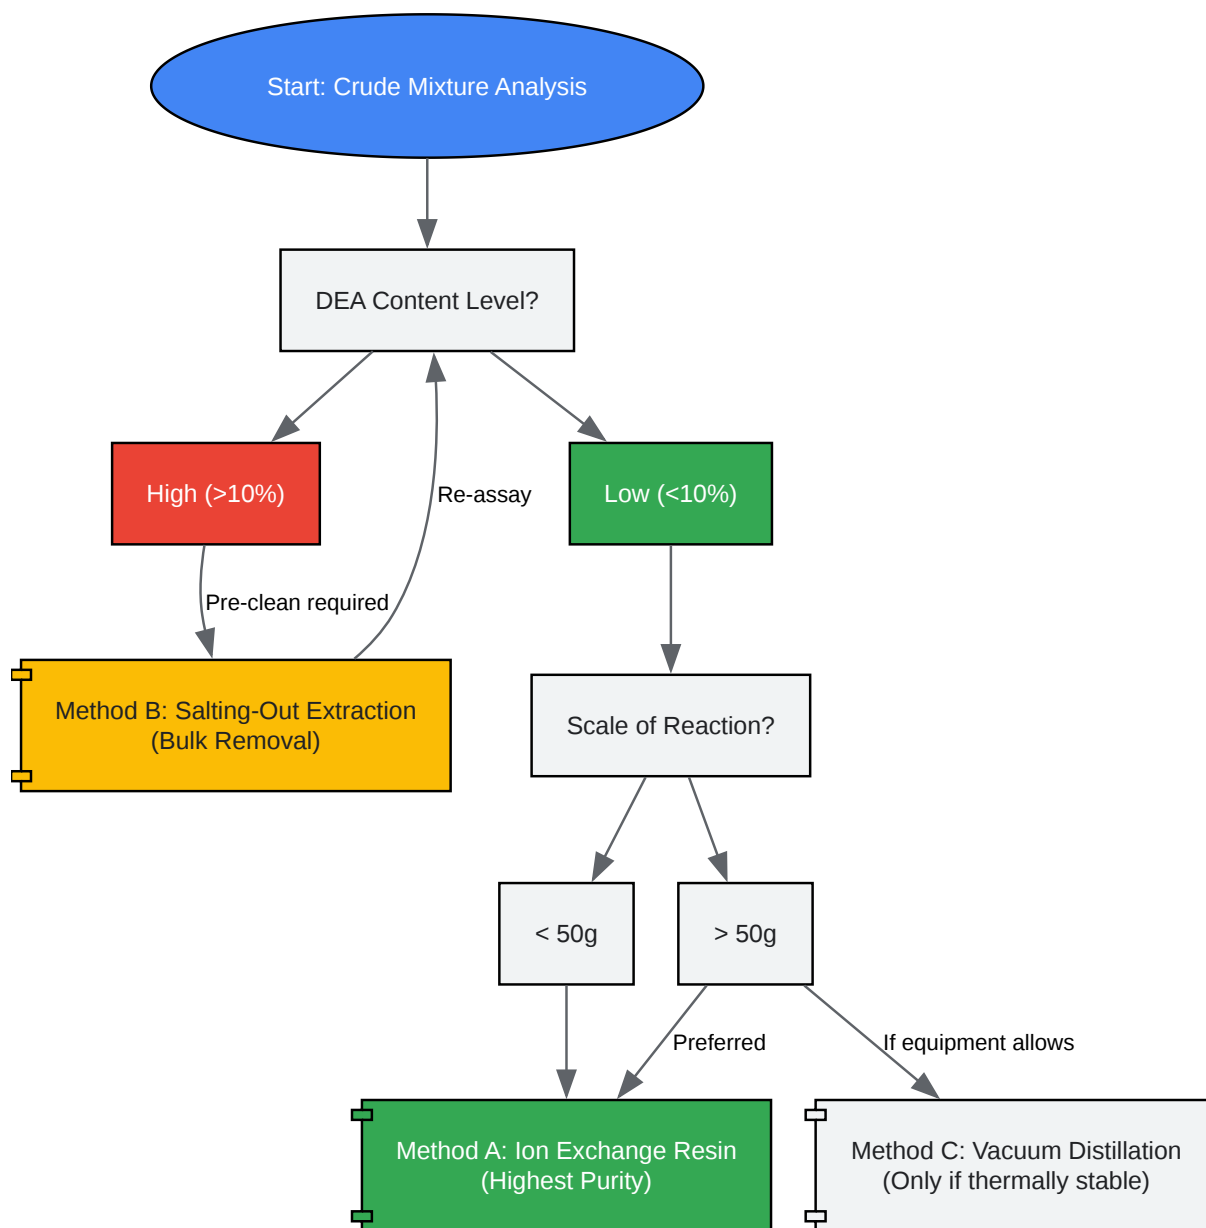 Start: Crude Mixture Analysis
DEA Content Level?
High (>10%)
Re-assay
Low (<10%)
Pre-clean required
Method B: Salting-Out Extraction
(Bulk Removal)
Scale of Reaction?
< 50g
> 50g
Preferred
If equipment allows
Method A: Ion Exchange Resin
(Highest Purity)
Method C: Vacuum Distillation
(Only if thermally stable)